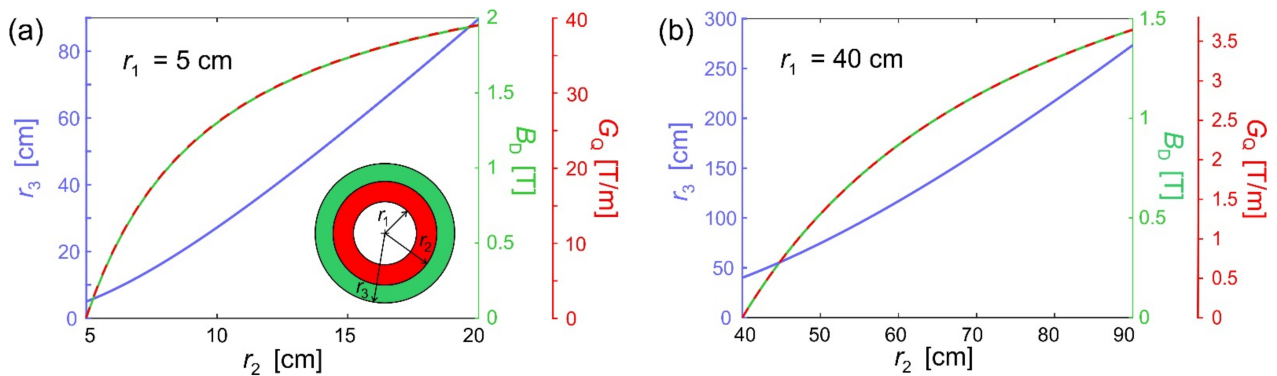 (a)
r1 = 5 cm
r3 [cm]
80
60
40
20
0
5
10
15
20
r2 [cm]
r1
r2
r3
2
1.5
1
0.5
0
BD [T]
40
30
20
10
0
GQ [T/m]
(b)
r1 = 40 cm
r3 [cm]
300
250
200
150
100
50
0
40
50
60
70
80
90
r2 [cm]
1.5
1
0.5
0
BD [T]
3.5
3
2.5
2
1.5
1
0.5
0
GQ [T/m]